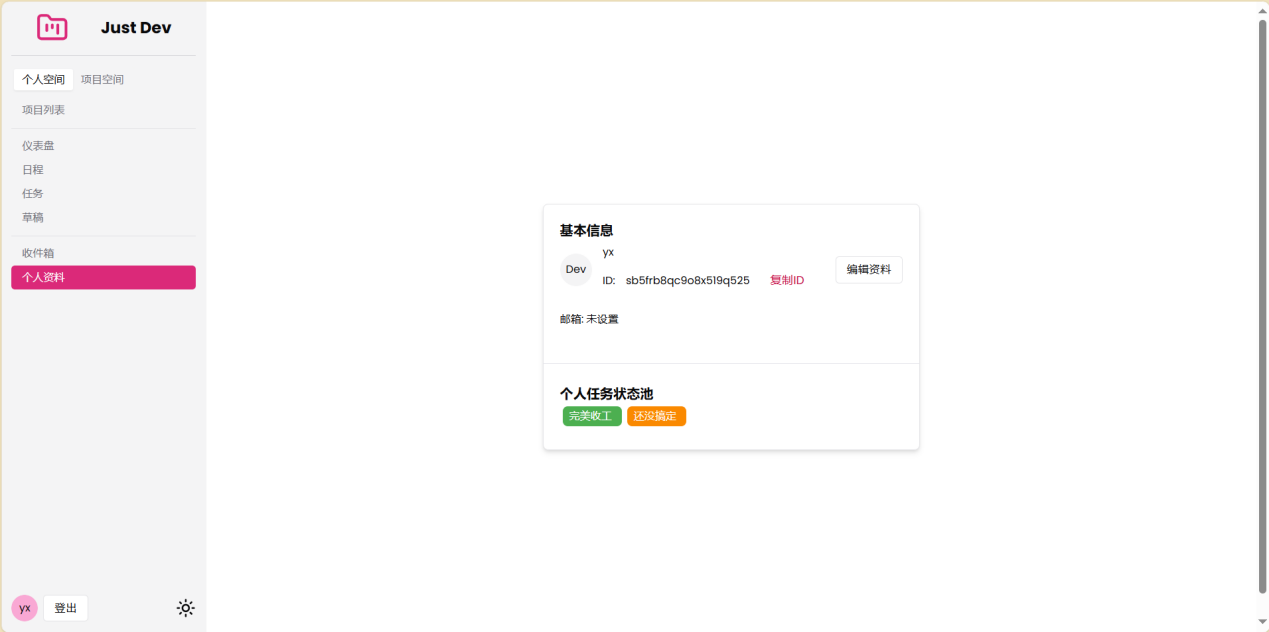 Just Dev
个人空间 项目空间
项目列表
仪表盘
日程
任务
草稿
收件箱
个人资料
yx 登出
基本信息
Dev
yx
ID: sb5frb8qc9o8x519q525 复制ID
编辑资料
邮箱: 未设置
个人任务状态池
完美收工 还没搞定